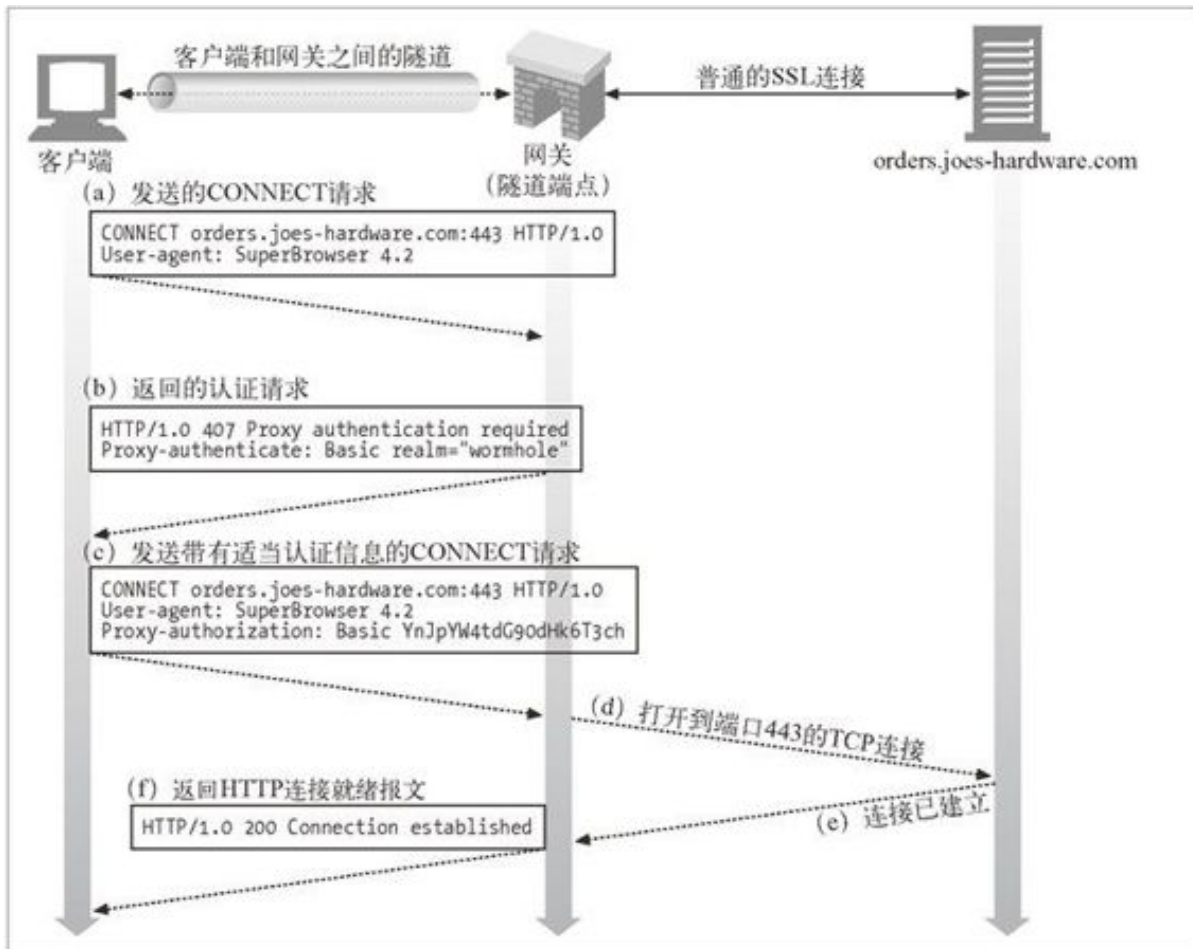 客户端和网关之间的隧道
普通的SSL连接
客户端
网关
（隧道端点）
orders.joes-hardware.com
（a）发送的CONNECT请求
CONNECT orders.joes-hardware.com:443 HTTP/1.0
User-agent: SuperBrowser 4.2
（b）返回的认证请求
HTTP/1.0 407 Proxy authentication required
Proxy-authenticate: Basic realm="wormhole"
（c）发送带有适当认证信息的CONNECT请求
CONNECT orders.joes-hardware.com:443 HTTP/1.0
User-agent: SuperBrowser 4.2
Proxy-authorization: Basic YnJpYW4tdG90dHk6T3ch
（d）打开到端口443的TCP连接
（e）连接已建立
（f）返回HTTP连接就绪报文
HTTP/1.0 200 Connection established